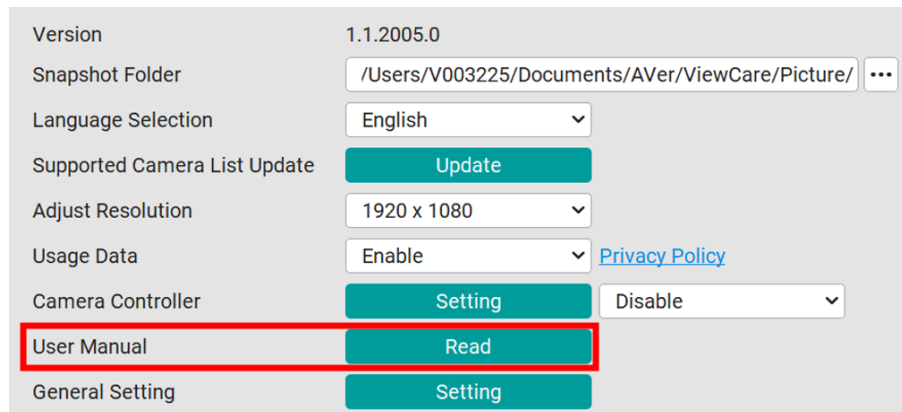 Version 1.1.2005.0
Snapshot Folder /Users/V003225/Documents/AVer/ViewCare/Picture/ •••
Language Selection English
Supported Camera List Update Update
Adjust Resolution 1920 x 1080
Usage Data Enable Privacy Policy
Camera Controller Setting Disable
User Manual Read
General Setting Setting